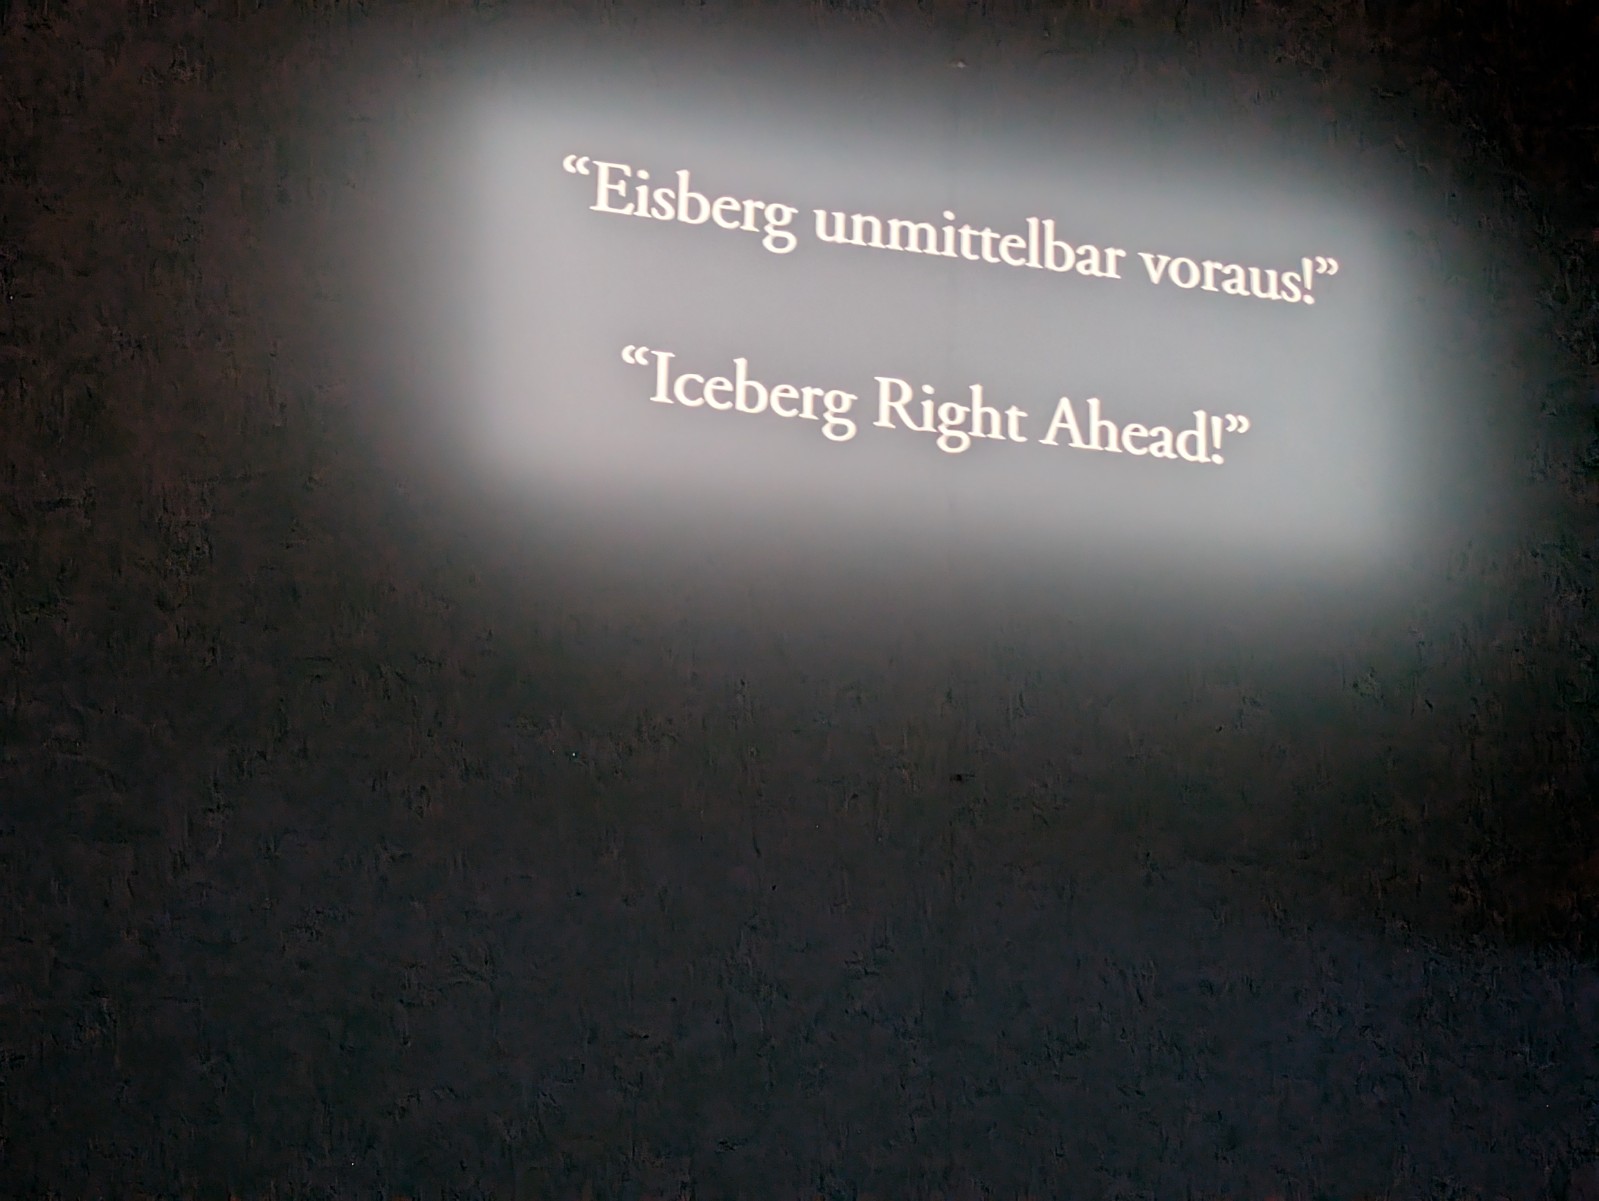 “Eisberg unmittelbar voraus!”
“Iceberg Right Ahead!”